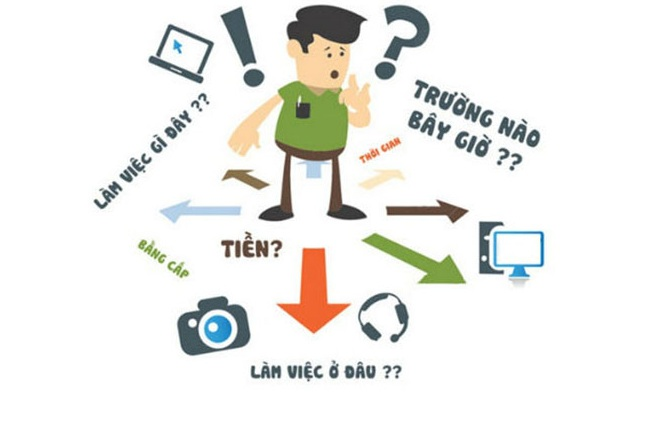 LÀM VIỆC GÌ ĐÂY ??
!
?
TRƯỜNG NÀO
BÂY GIỜ ??
THỜI GIAN
BẰNG CẤP
TIỀN?
LÀM VIỆC Ở ĐÂU ??